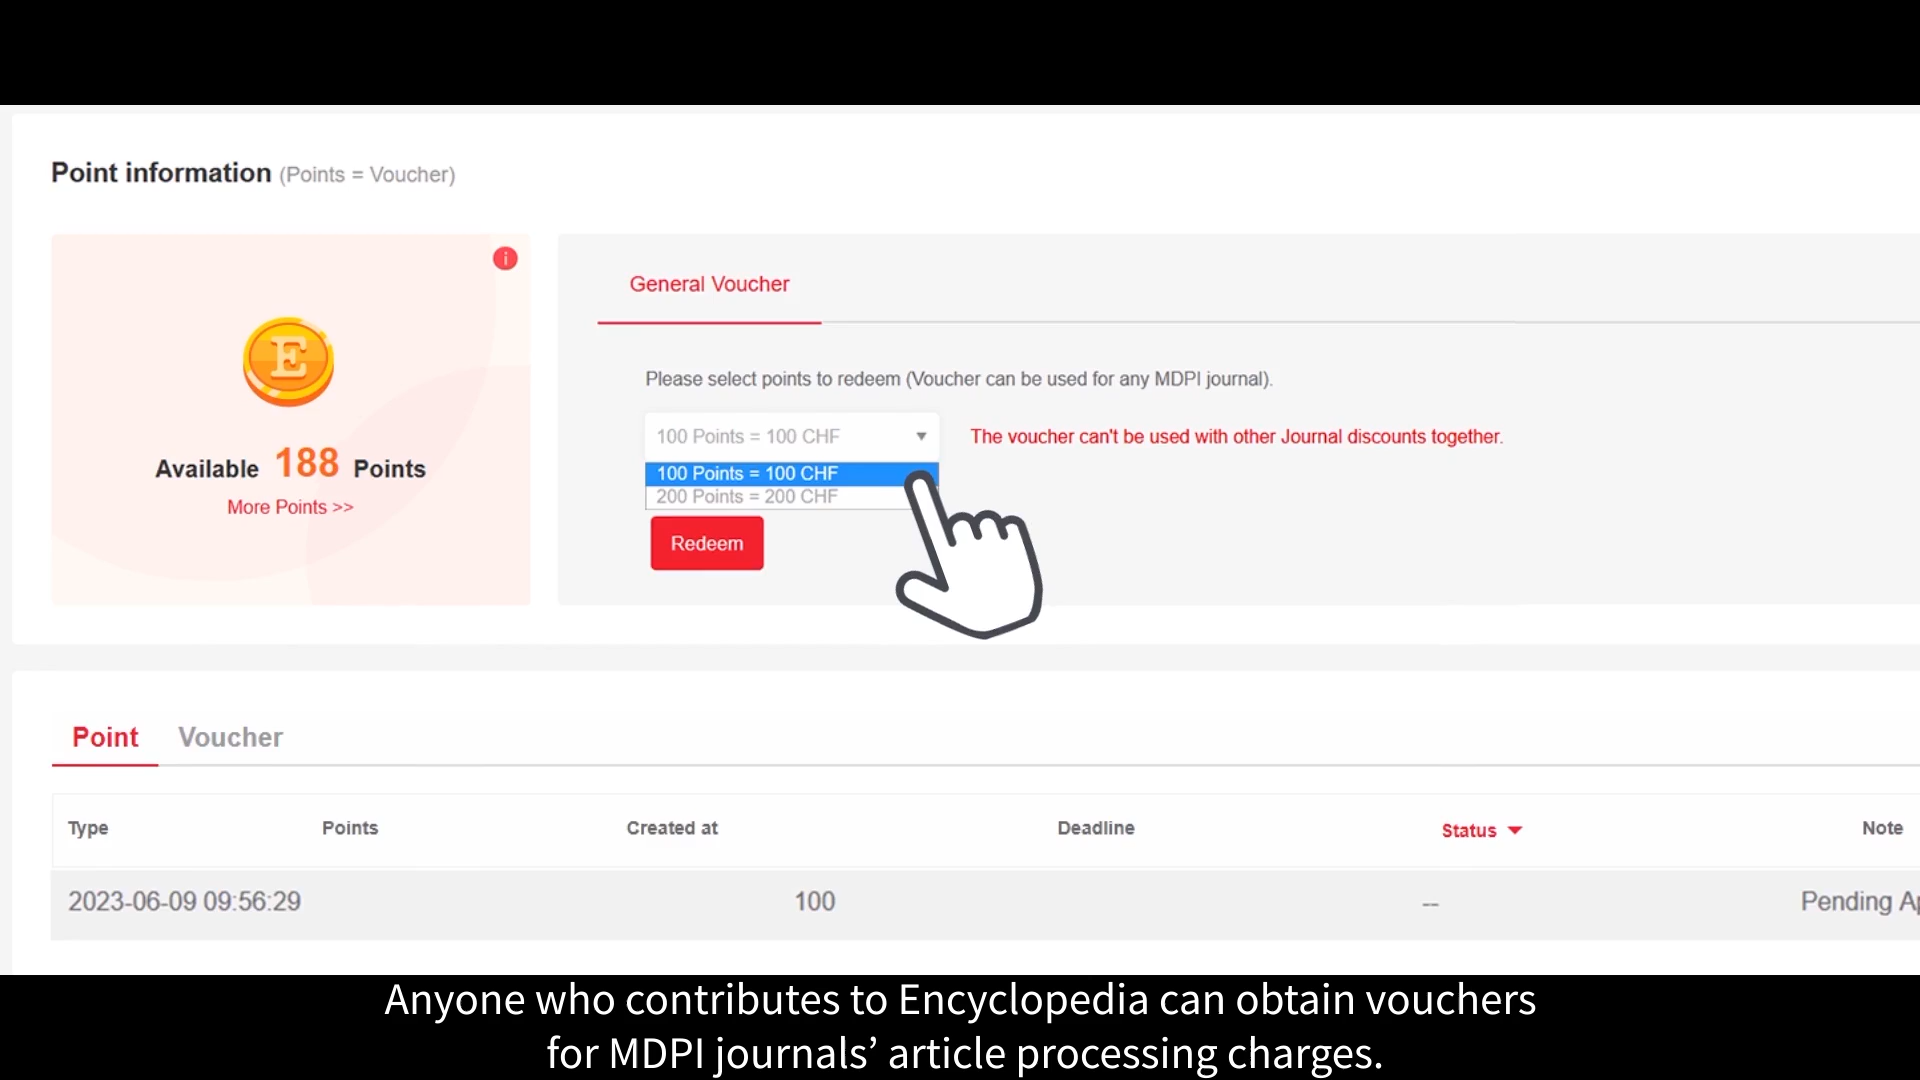 Point information (Points = Voucher)
i
E
Available 188 Points
More Points >>
General Voucher
Please select points to redeem (Voucher can be used for any MDPI journal).
100 Points = 100 CHF
The voucher can't be used with other Journal discounts together.
100 Points = 100 CHF
200 Points = 200 CHF
Redeem
Point Voucher
Type Points Created at Deadline Status Note
2023-06-09 09:56:29 100 -- Pending
Anyone who contributes to Encyclopedia can obtain vouchers
for MDPI journals’ article processing charges.